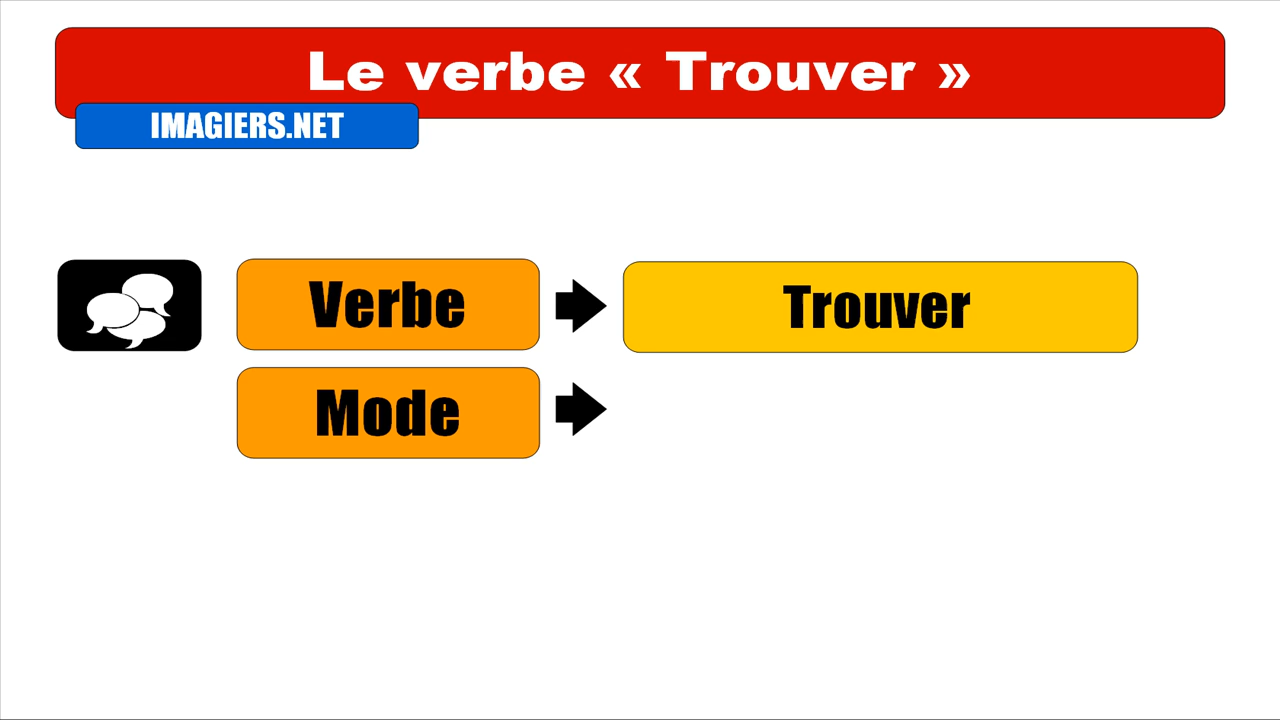 Le verbe « Trouver »
IMAGIERS.NET
Verbe
Trouver
Mode